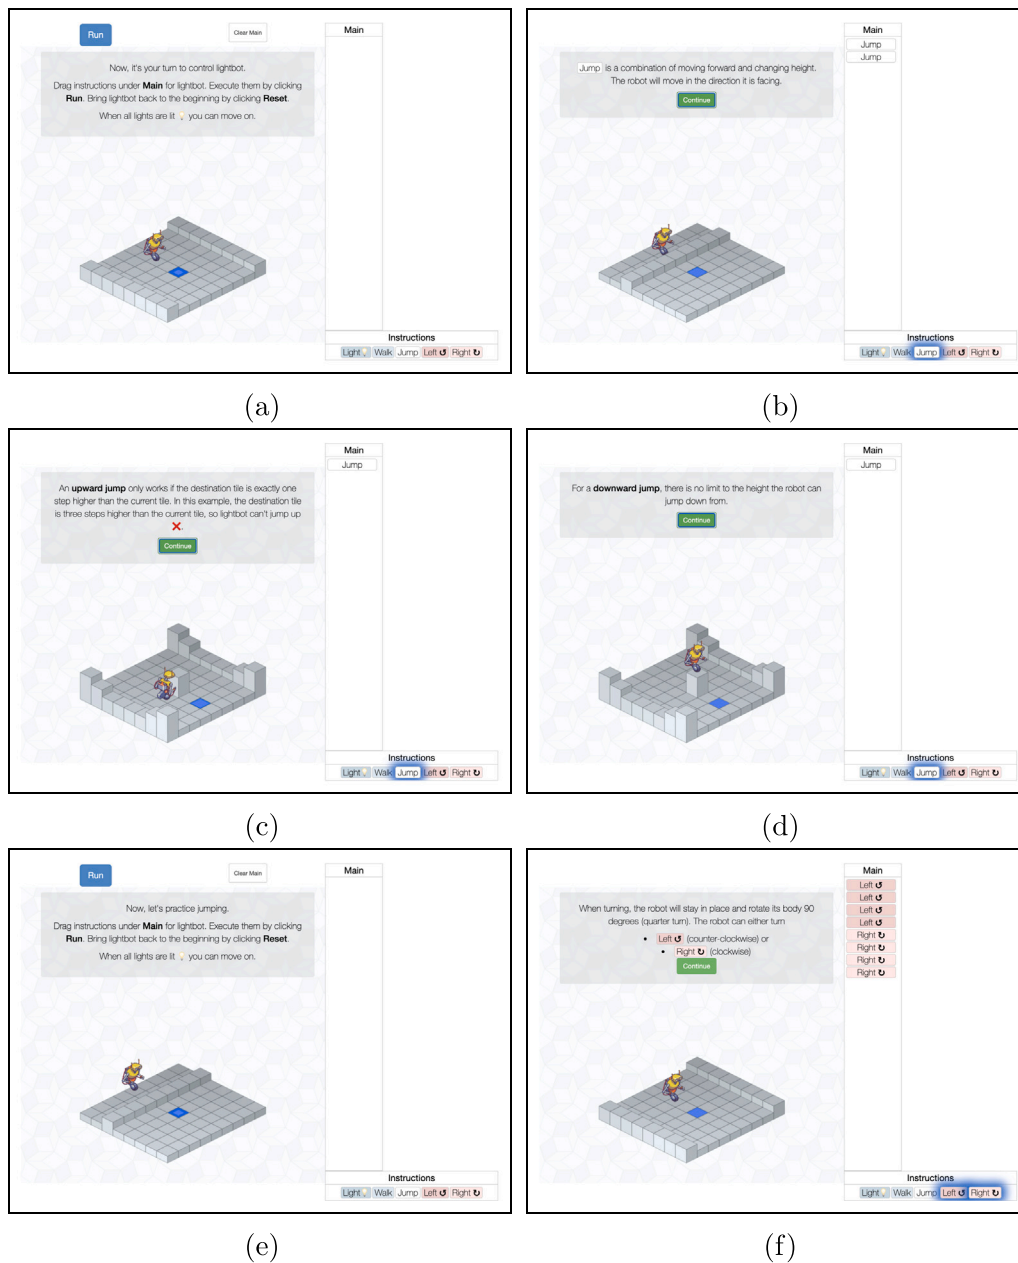 Run
Clear Main
Main
Now, it's your turn to control lightbot.
Drag instructions under Main for lightbot. Execute them by clicking
Run. Bring lightbot back to the beginning by clicking Reset.
When all lights are lit 💡 you can move on.
Instructions
Light💡 Walk Jump Left ↺ Right ↻
(a)
Main
Jump
Jump
Jump is a combination of moving forward and changing height.
The robot will move in the direction it is facing.
Continue
Instructions
Light💡 Walk Jump Left ↺ Right ↻
(b)
Main
Jump
An upward jump only works if the destination tile is exactly one
step higher than the current tile. In this example, the destination tile
is three steps higher than the current tile, so lightbot can't jump up
❌.
Continue
Instructions
Light💡 Walk Jump Left ↺ Right ↻
(c)
Main
Jump
For a downward jump, there is no limit to the height the robot can
jump down from.
Continue
Instructions
Light💡 Walk Jump Left ↺ Right ↻
(d)
Run
Clear Main
Main
Now, let's practice jumping.
Drag instructions under Main for lightbot. Execute them by clicking
Run. Bring lightbot back to the beginning by clicking Reset.
When all lights are lit 💡 you can move on.
Instructions
Light💡 Walk Jump Left ↺ Right ↻
(e)
Main
Left ↺
Left ↺
Left ↺
Left ↺
Right ↻
Right ↻
Right ↻
Right ↻
When turning, the robot will stay in place and rotate its body 90
degrees (quarter turn). The robot can either turn
• Left ↺ (counter-clockwise) or
• Right ↻ (clockwise)
Continue
Instructions
Light💡 Walk Jump Left ↺ Right ↻
(f)